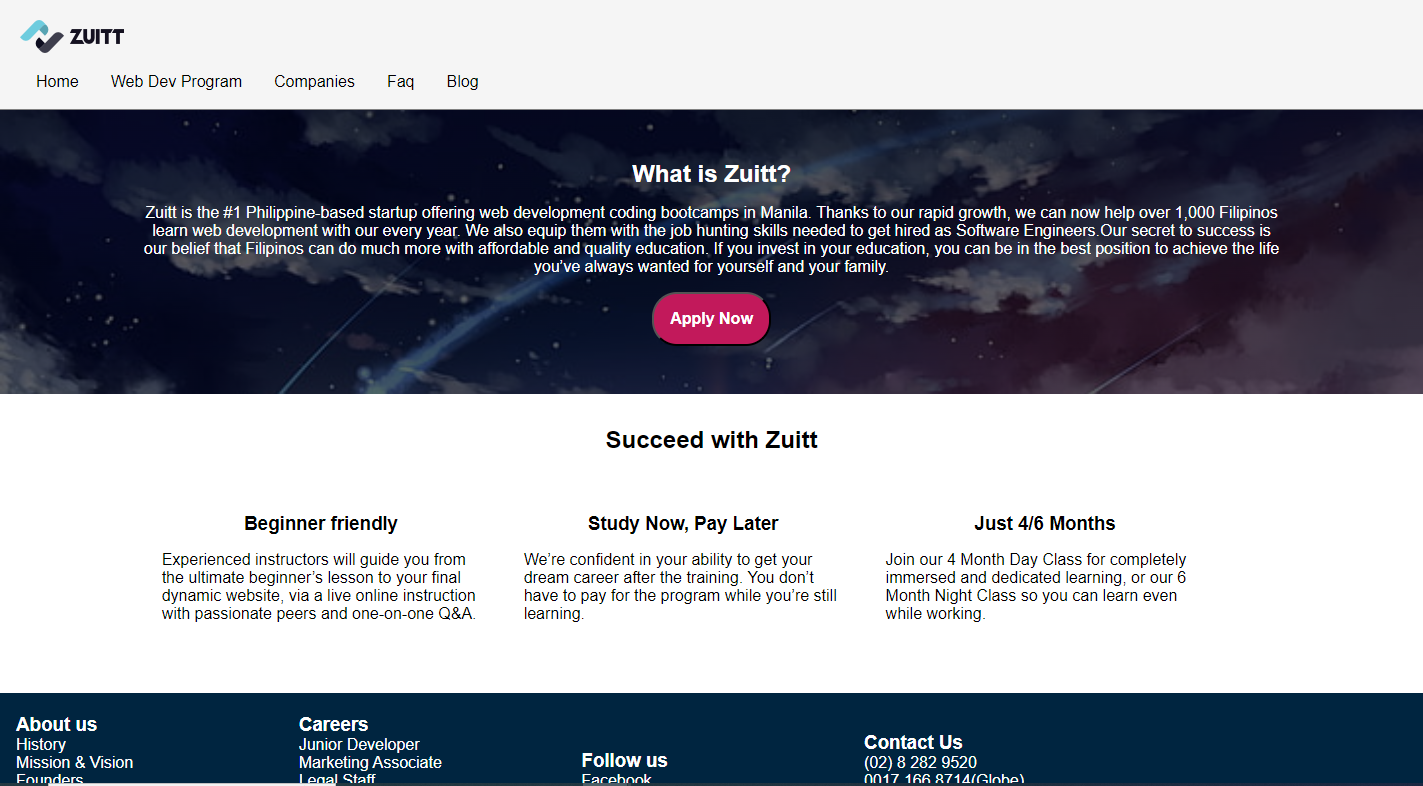 ZUITT
Home Web Dev Program Companies Faq Blog
What is Zuitt?
Zuitt is the #1 Philippine-based startup offering web development coding bootcamps in Manila. Thanks to our rapid growth, we can now help over 1,000 Filipinos
learn web development with our every year. We also equip them with the job hunting skills needed to get hired as Software Engineers.Our secret to success is
our belief that Filipinos can do much more with affordable and quality education. If you invest in your education, you can be in the best position to achieve the life
you’ve always wanted for yourself and your family.
Apply Now
Succeed with Zuitt
Beginner friendly
Experienced instructors will guide you from
the ultimate beginner’s lesson to your final
dynamic website, via a live online instruction
with passionate peers and one-on-one Q&A.
Study Now, Pay Later
We’re confident in your ability to get your
dream career after the training. You don’t
have to pay for the program while you’re still
learning.
Just 4/6 Months
Join our 4 Month Day Class for completely
immersed and dedicated learning, or our 6
Month Night Class so you can learn even
while working.
About us
History
Mission & Vision
Founders
Careers
Junior Developer
Marketing Associate
Legal Staff
Follow us
Facebook
Contact Us
(02) 8 282 9520
0017 166 8714(Globe)